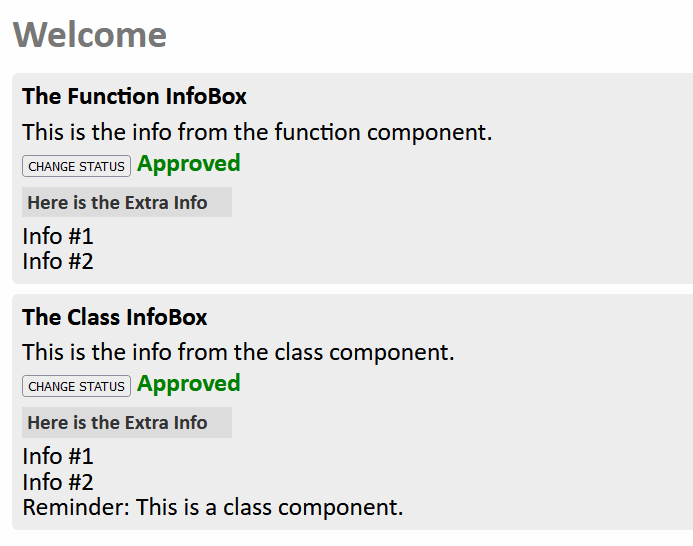 Welcome
The Function InfoBox
This is the info from the function component.
CHANGE STATUS Approved
Here is the Extra Info
Info #1
Info #2
The Class InfoBox
This is the info from the class component.
CHANGE STATUS Approved
Here is the Extra Info
Info #1
Info #2
Reminder: This is a class component.